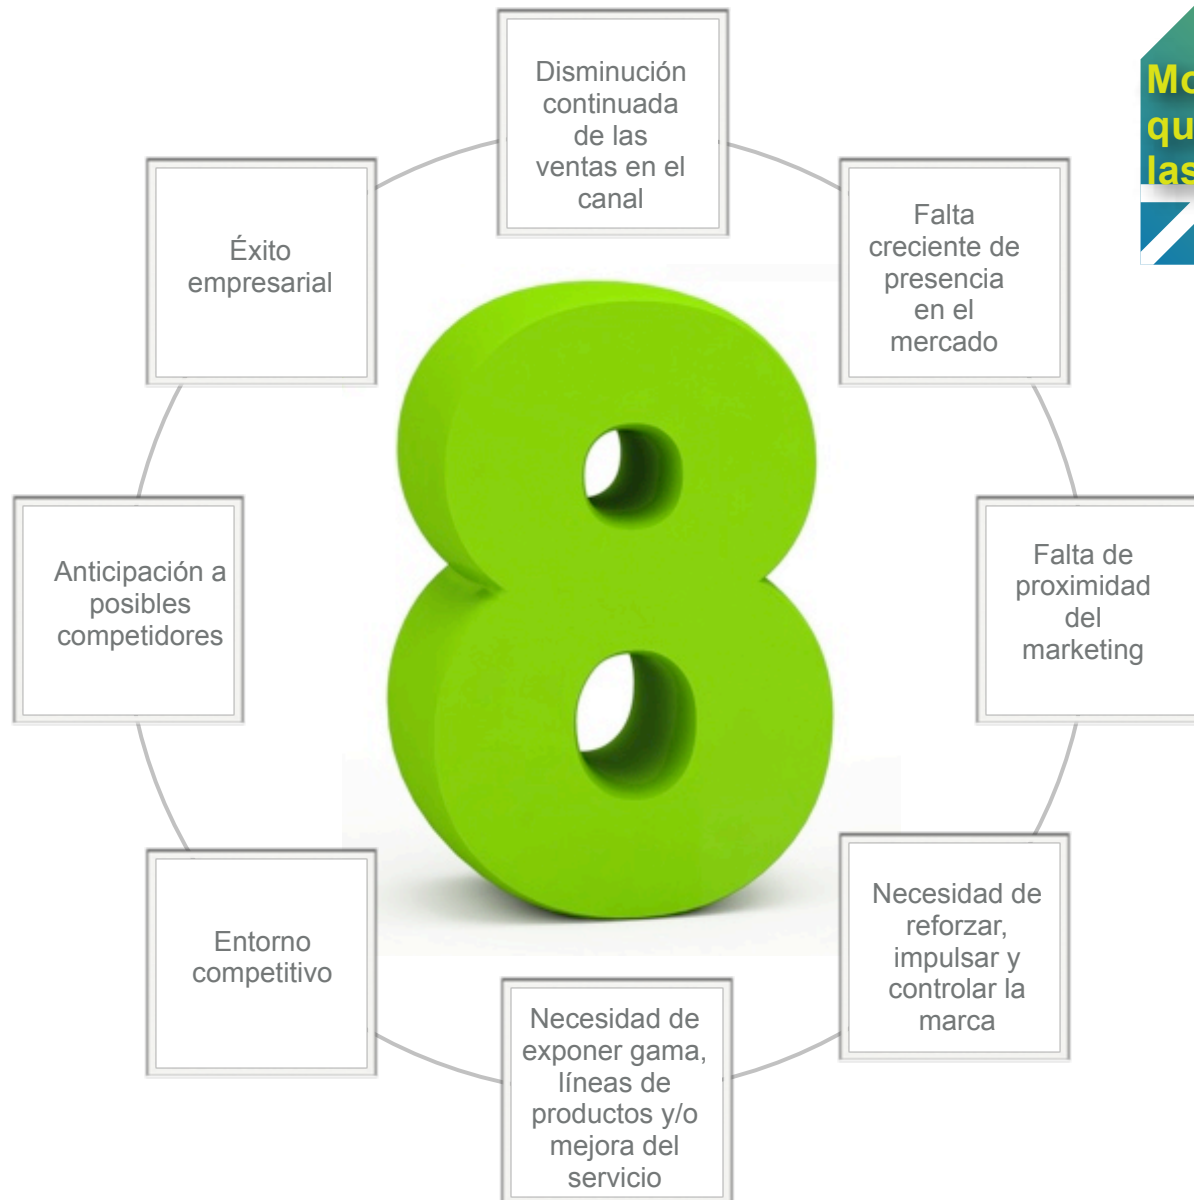 Disminución
continuada
de las
ventas en el
canal
Falta
creciente de
presencia
en el
mercado
Falta de
proximidad
del
marketing
Necesidad de
reforzar,
impulsar y
controlar la
marca
Necesidad de
exponer gama,
líneas de
productos y/o
mejora del
servicio
Entorno
competitivo
Anticipación a
posibles
competidores
Éxito
empresarial
8
las